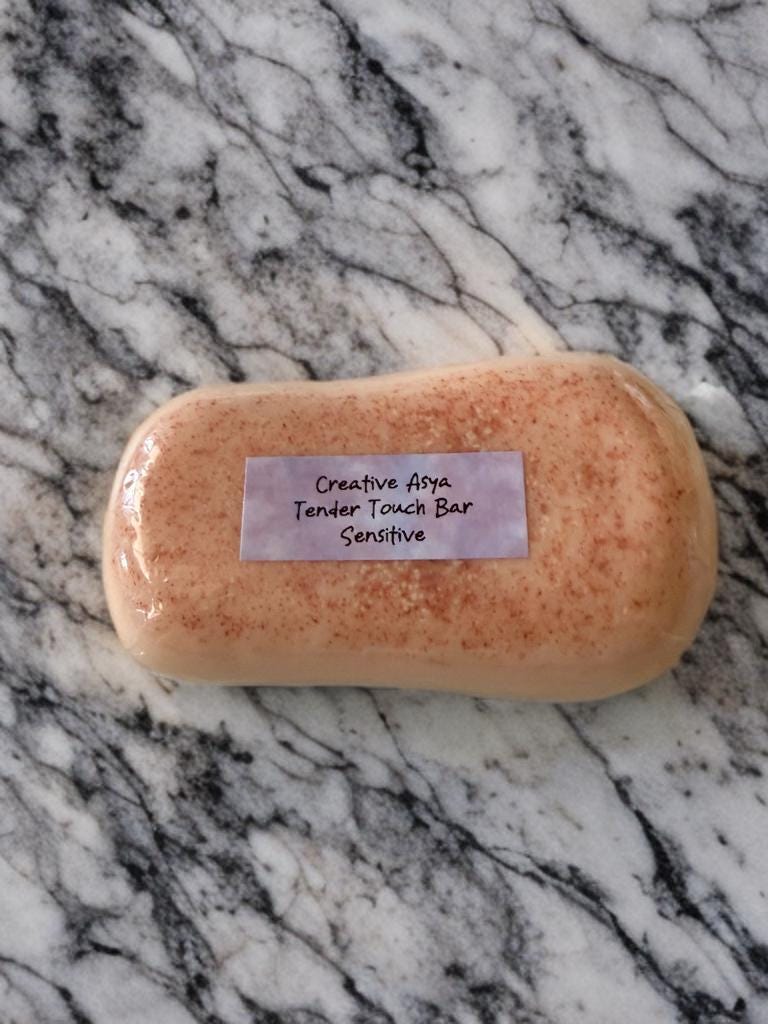 Creative Asya
Tender Touch Bar
Sensitive